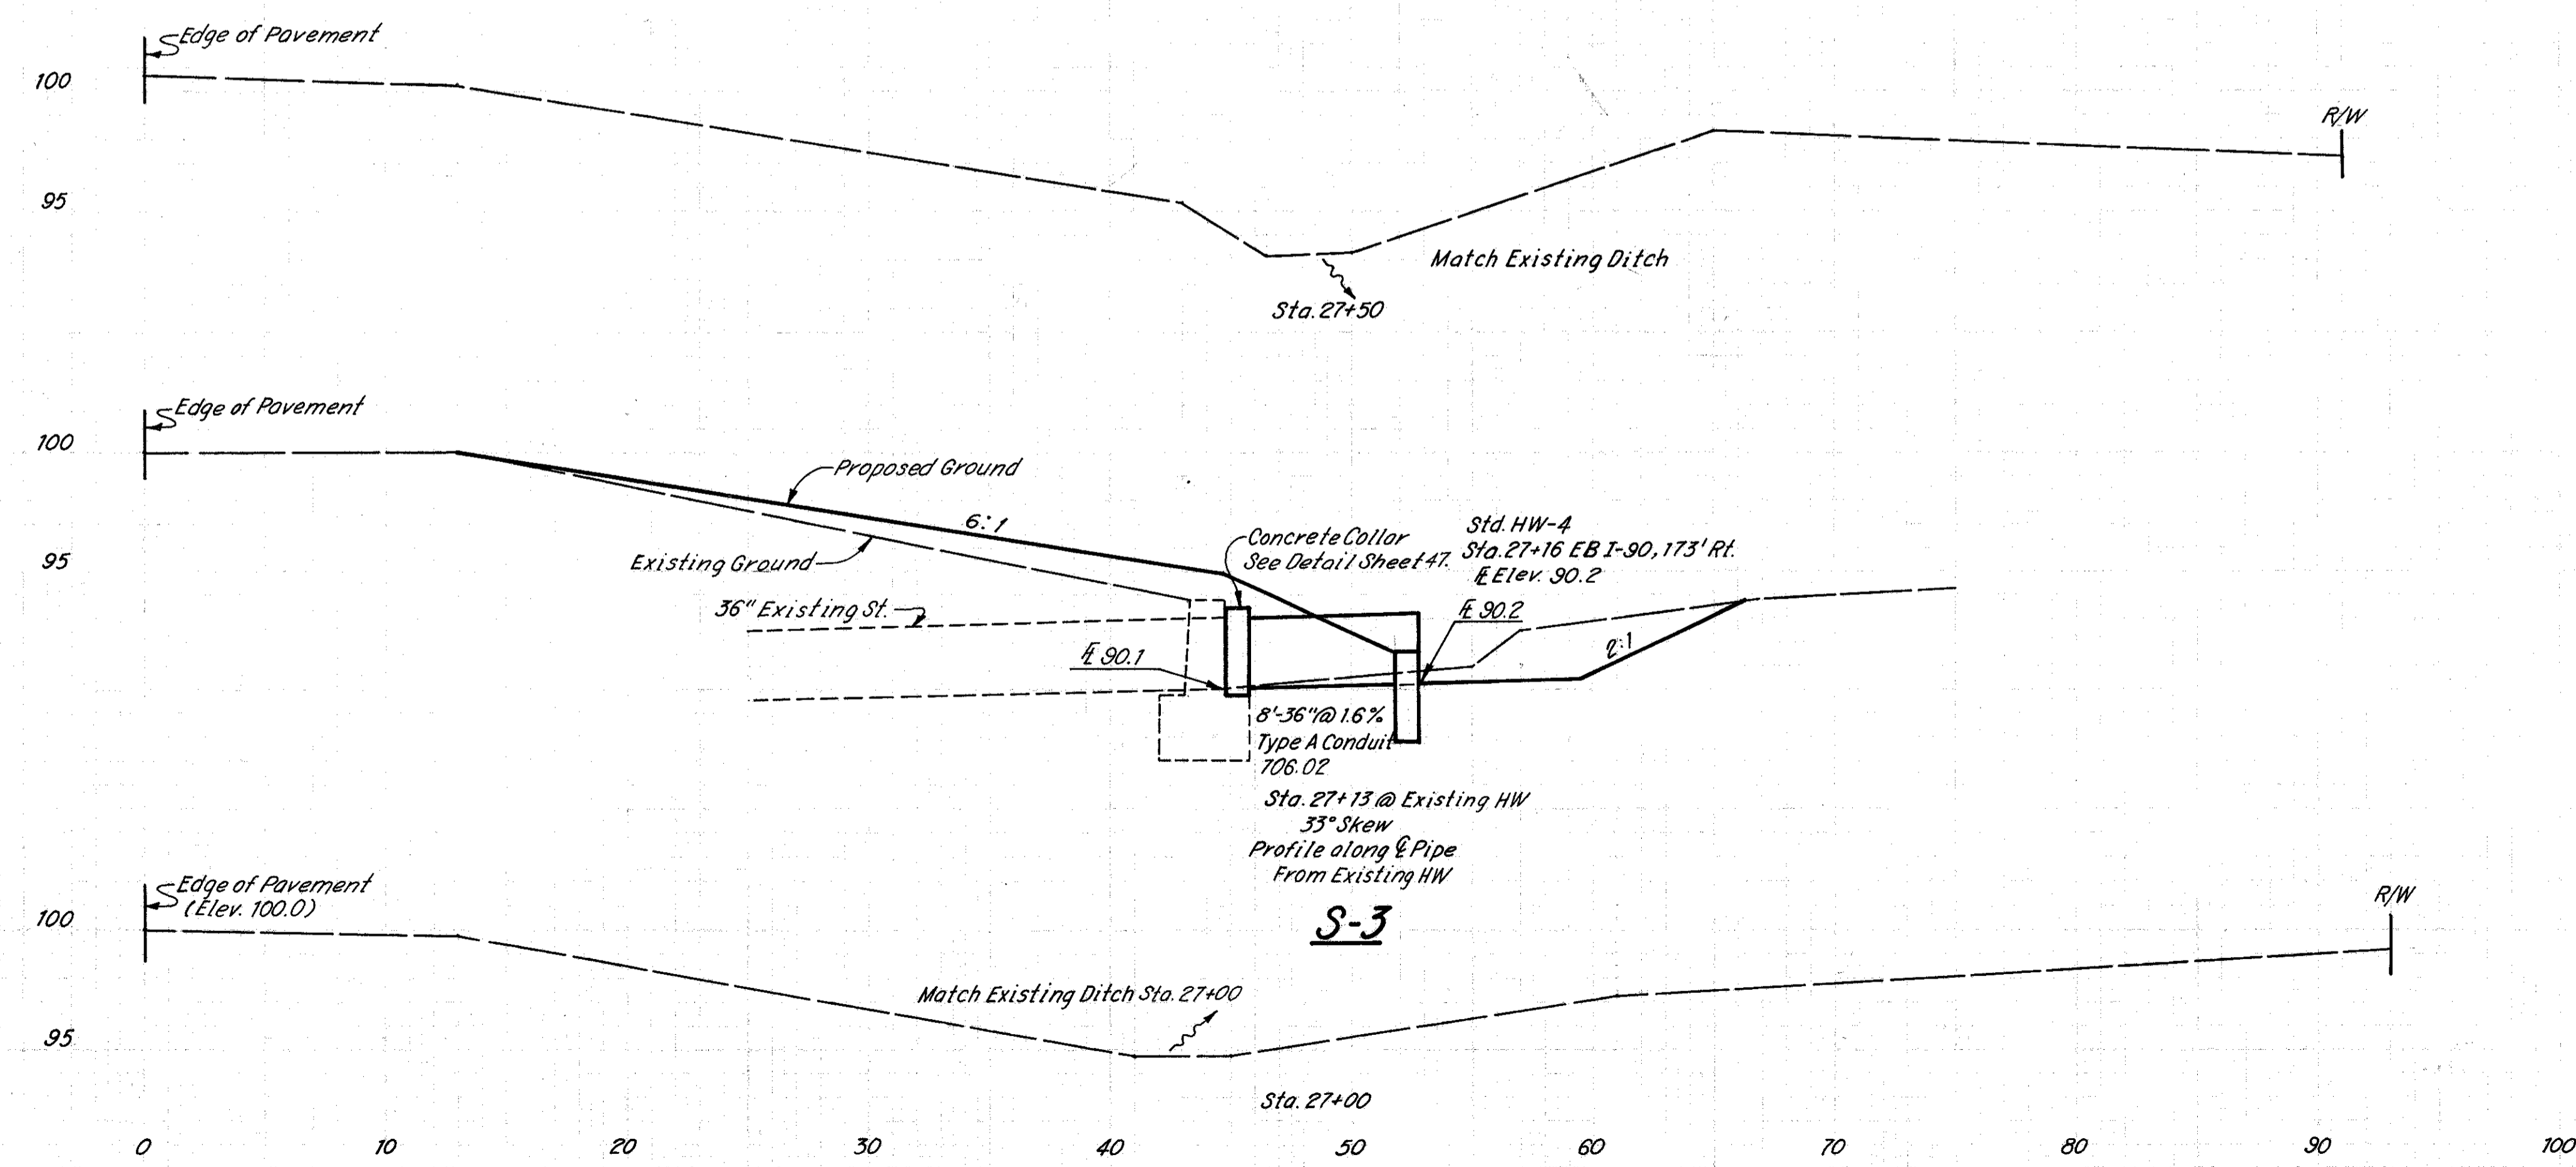 Edge of Pavement
100
R/W
95
Match Existing Ditch
Sta. 27+50
Edge of Pavement
100
Proposed Ground
6:1
Std. HW-4
Concrete Collar
Sta. 27+16 EB I-90, 173' Rt.
See Detail Sheet 47.
95
Existing Ground
℄ Elev. 90.2
36" Existing St.
℄ 90.2
2:1
℄ 90.1
8'-36" @ 1.6%
Type A Conduit
706.02
Sta. 27+13 @ Existing HW
33° Skew
Profile along ℄ Pipe
From Existing HW
Edge of Pavement
(Elev. 100.0)
R/W
100
S-3
Match Existing Ditch Sta. 27+00
95
Sta. 27+00
0 10 20 30 40 50 60 70 80 90 100